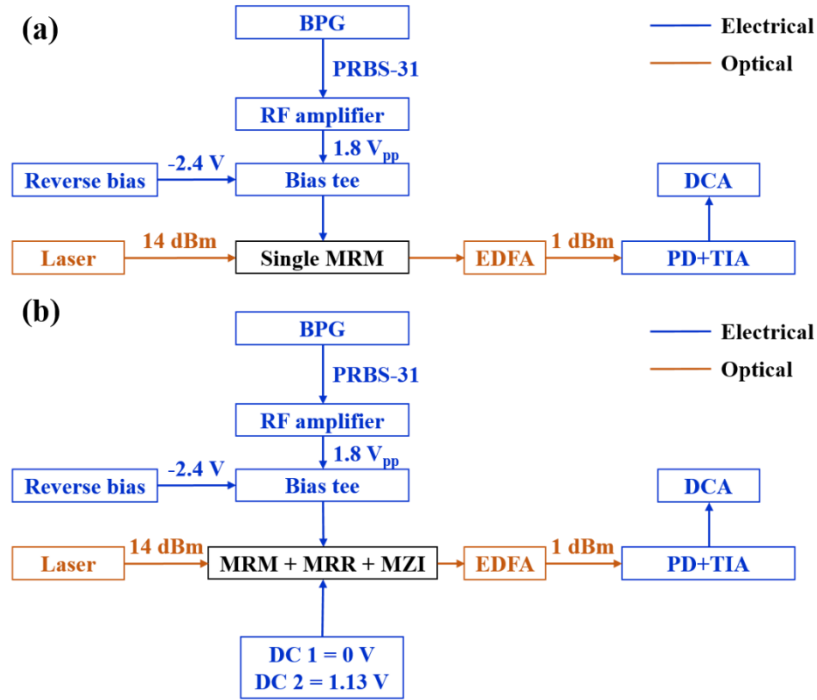 (a)
BPG
Electrical
Optical
PRBS-31
RF amplifier
1.8 Vpp
-2.4 V
Reverse bias
Bias tee
DCA
14 dBm
1 dBm
Laser
Single MRM
EDFA
PD+TIA
(b)
BPG
Electrical
Optical
PRBS-31
RF amplifier
1.8 Vpp
-2.4 V
Reverse bias
Bias tee
DCA
14 dBm
1 dBm
Laser
MRM + MRR + MZI
EDFA
PD+TIA
DC 1 = 0 V
DC 2 = 1.13 V